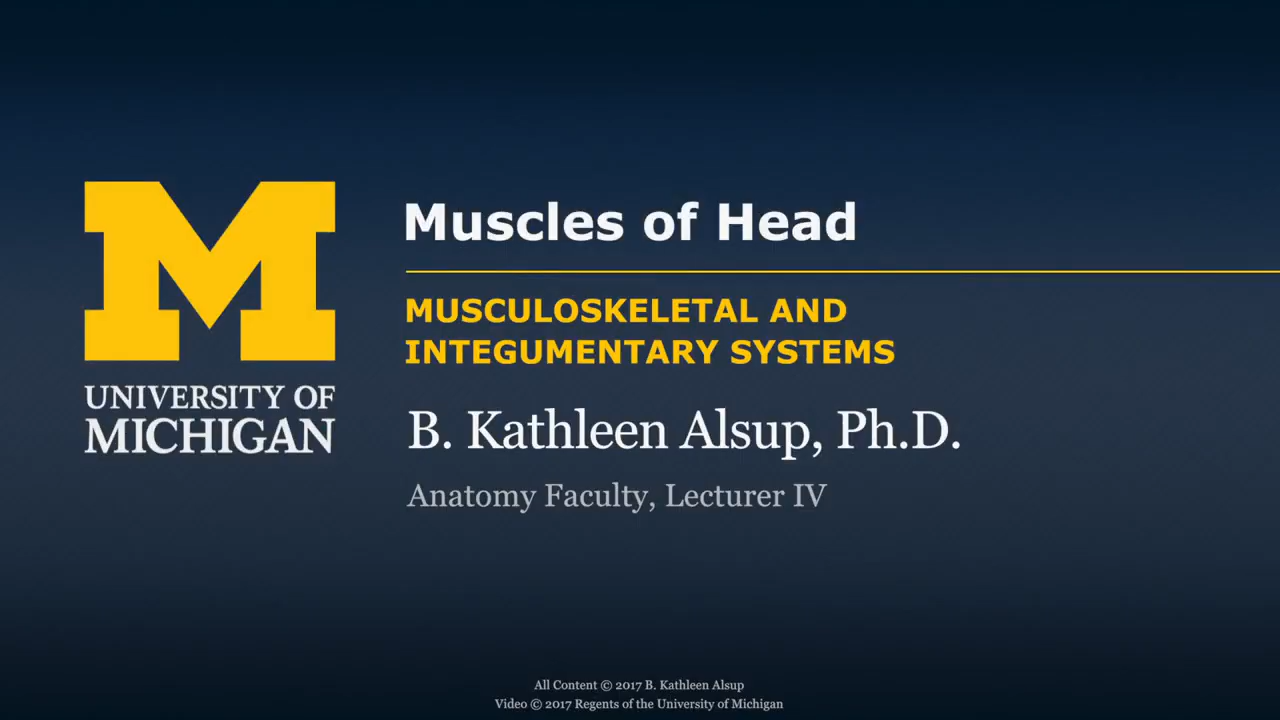 Muscles of Head
MUSCULOSKELETAL AND
INTEGUMENTARY SYSTEMS
B. Kathleen Alsup, Ph.D.
Anatomy Faculty, Lecturer IV
M
UNIVERSITY OF
MICHIGAN
All Content © 2017 B. Kathleen Alsup
Video © 2017 Regents of the University of Michigan